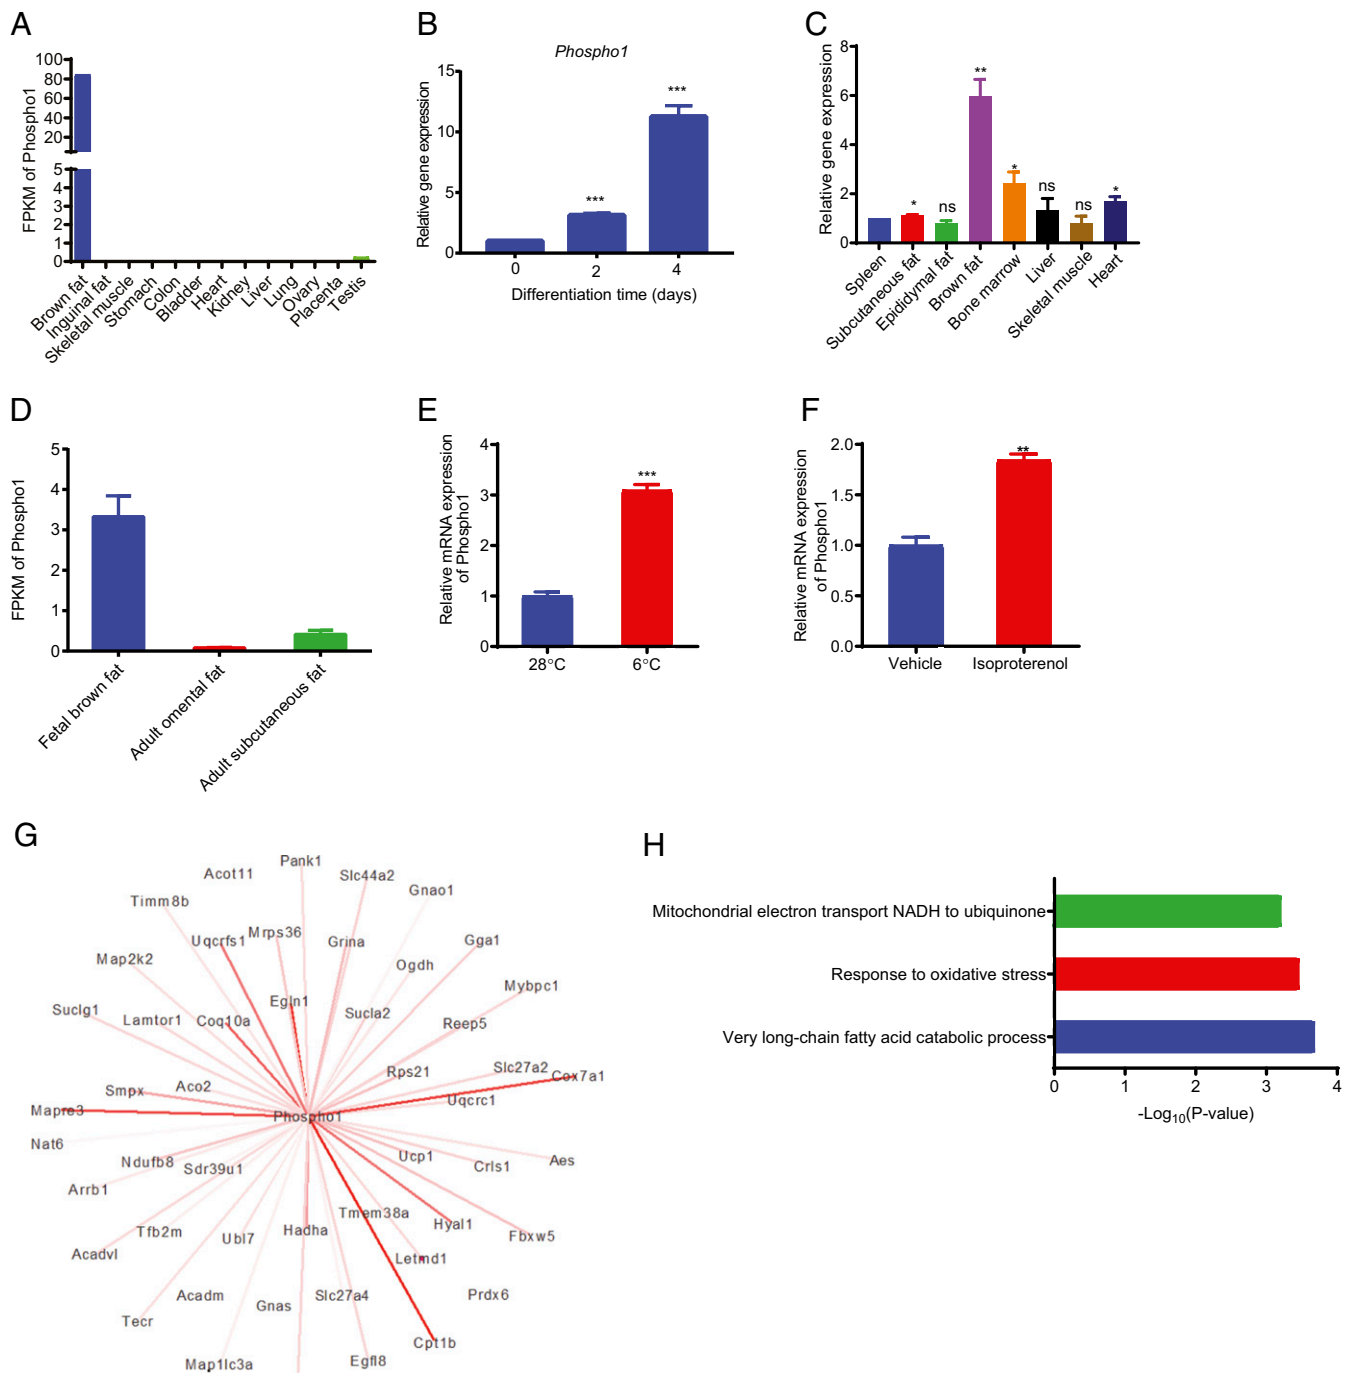 A
FPKM of Phospho1
100
80
60
40
20
5
4
3
2
1
0
Brown fat
Inguinal fat
Skeletal muscle
Stomach
Colon
Bladder
Heart
Kidney
Liver
Lung
Ovary
Placenta
Testis
B
Phospho1
Relative gene expression
15
10
5
0
***
***
0 2 4
Differentiation time (days)
C
Relative gene expression
8
6
4
2
0
* ns ** * ns ns *
Spleen
Subcutaneous fat
Epididymal fat
Brown fat
Bone marrow
Liver
Skeletal muscle
Heart
D
FPKM of Phospho1
5
4
3
2
1
0
Fetal brown fat
Adult omental fat
Adult subcutaneous fat
E
Relative mRNA expression
of Phospho1
4
3
2
1
0
***
28°C 6°C
F
Relative mRNA expression
of Phospho1
2.0
1.5
1.0
0.5
0.0
**
Vehicle Isoproterenol
G
Pank1
Acot11
Slc44a2
Gnao1
Timm8b
Mrps36
Uqcrfs1
Grina
Gga1
Map2k2
Ogdh
Mybpc1
Egln1
Suclg1
Lamtor1
Coq10a
Sucla2
Reep5
Slc27a2
Rps21
Cox7a1
Smpx
Aco2
Uqcrc1
Mapre3
Phospho1
Nat6
Ndufb8
Sdr39u1
Ucp1
Crls1
Aes
Arrb1
Tmem38a
Hyal1
Tfb2m
Ubl7
Hadha
Fbxw5
Acadvl
Letmd1
Acadm
Gnas
Slc27a4
Prdx6
Tecr
Cpt1b
Map1lc3a
Egfl8
H
Mitochondrial electron transport NADH to ubiquinone
Response to oxidative stress
Very long-chain fatty acid catabolic process
0 1 2 3 4
-Log10(P-value)